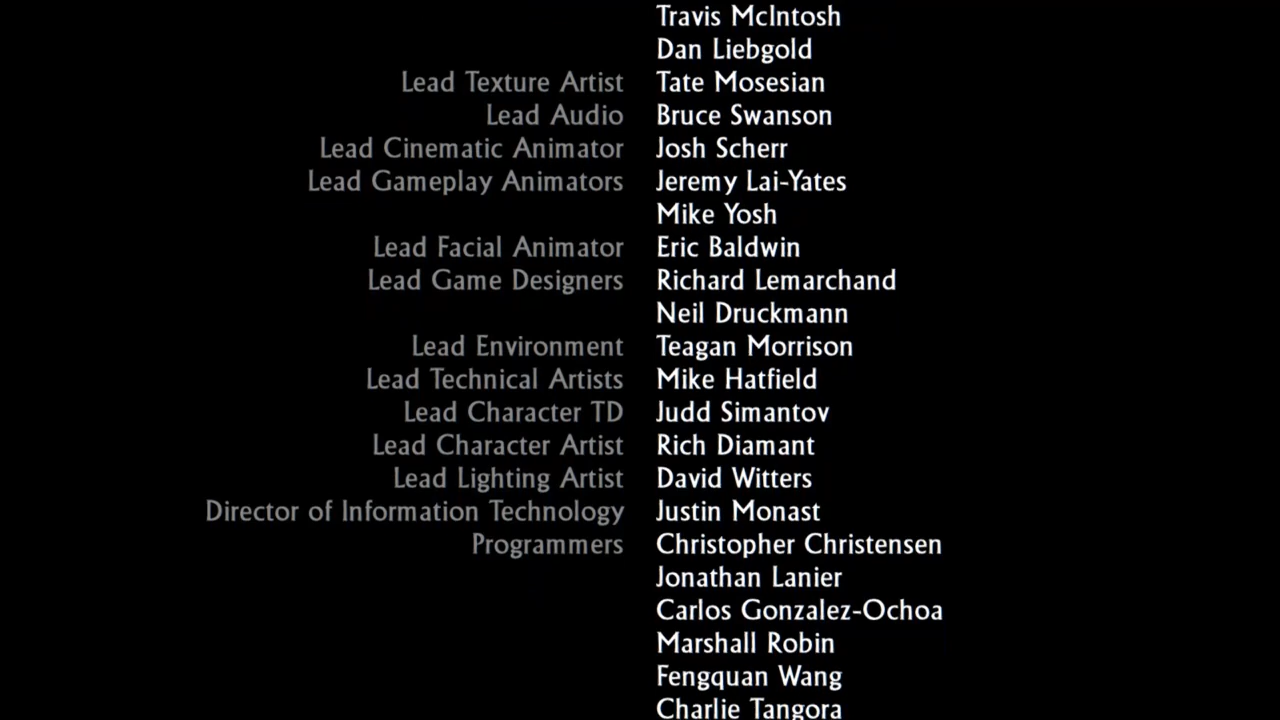 Travis McIntosh
Dan Liebgold
Lead Texture Artist Tate Mosesian
Lead Audio Bruce Swanson
Lead Cinematic Animator Josh Scherr
Lead Gameplay Animators Jeremy Lai-Yates
Mike Yosh
Lead Facial Animator Eric Baldwin
Lead Game Designers Richard Lemarchand
Neil Druckmann
Lead Environment Teagan Morrison
Lead Technical Artists Mike Hatfield
Lead Character TD Judd Simantov
Lead Character Artist Rich Diamant
Lead Lighting Artist David Witters
Director of Information Technology Justin Monast
Programmers Christopher Christensen
Jonathan Lanier
Carlos Gonzalez-Ochoa
Marshall Robin
Fengquan Wang
Charlie Tangora